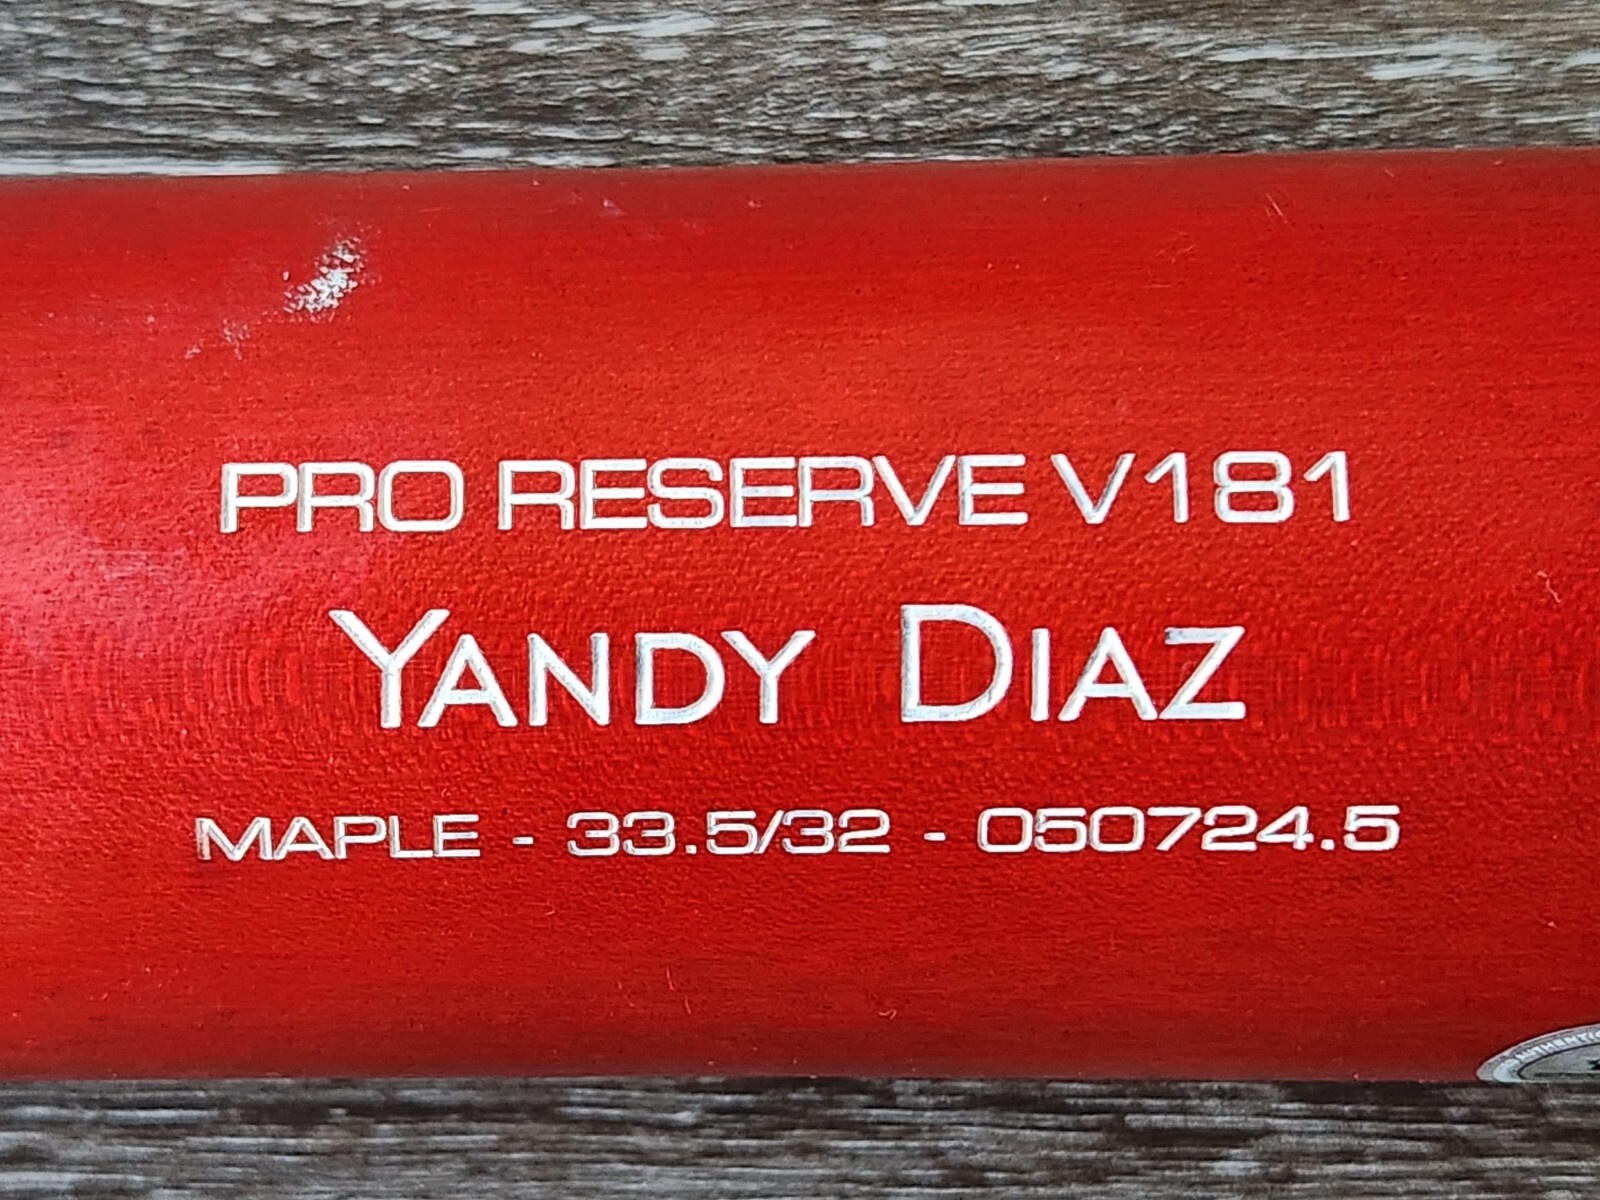 PRO RESERVE V181
YANDY DIAZ
MAPLE - 33.5/32 - 050724.5